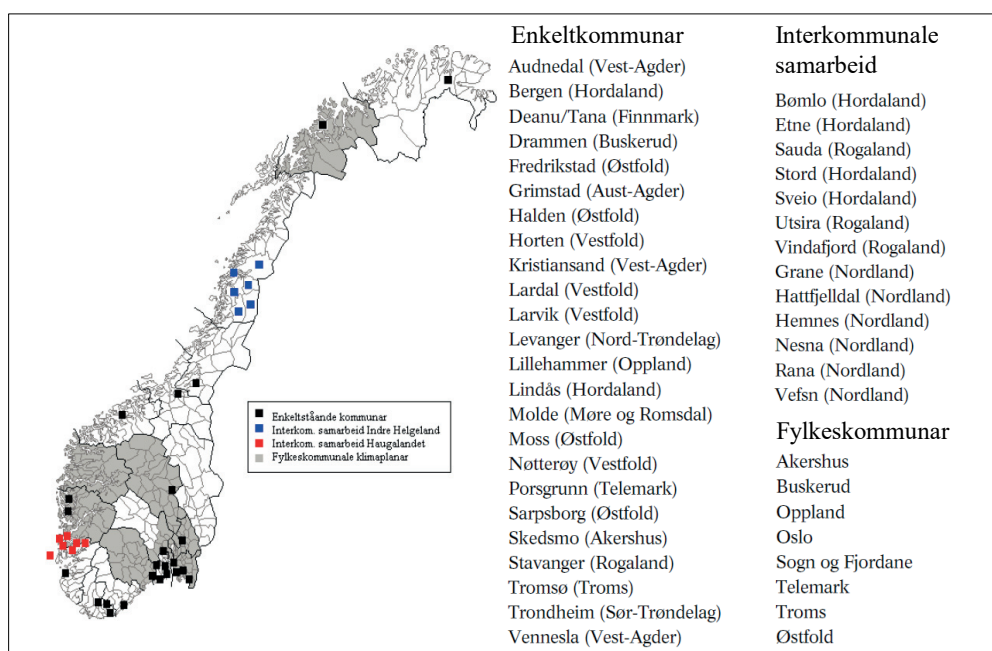 Enkeltkommunar
Audnedal (Vest-Agder)
Bergen (Hordaland)
Deanu/Tana (Finnmark)
Drammen (Buskerud)
Fredrikstad (Østfold)
Grimstad (Aust-Agder)
Halden (Østfold)
Horten (Vestfold)
Kristiansand (Vest-Agder)
Lardal (Vestfold)
Larvik (Vestfold)
Levanger (Nord-Trøndelag)
Lillehammer (Oppland)
Lindås (Hordaland)
Molde (Møre og Romsdal)
Moss (Østfold)
Nøtterøy (Vestfold)
Porsgrunn (Telemark)
Sarpsborg (Østfold)
Skedsmo (Akershus)
Stavanger (Rogaland)
Tromsø (Troms)
Trondheim (Sør-Trøndelag)
Vennesla (Vest-Agder)
Interkommunale
samarbeid
Bømlo (Hordaland)
Etne (Hordaland)
Sauda (Rogaland)
Stord (Hordaland)
Sveio (Hordaland)
Utsira (Rogaland)
Vindafjord (Rogaland)
Grane (Nordland)
Hattfjelldal (Nordland)
Hemnes (Nordland)
Nesna (Nordland)
Rana (Nordland)
Vefsn (Nordland)
Fylkeskommunar
Akershus
Buskerud
Oppland
Oslo
Sogn og Fjordane
Telemark
Troms
Østfold
Enkeltståande kommunar
Interkom. samarbeid Indre Helgeland
Interkom. samarbeid Haugalandet
Fylkeskommunale klimaplanar